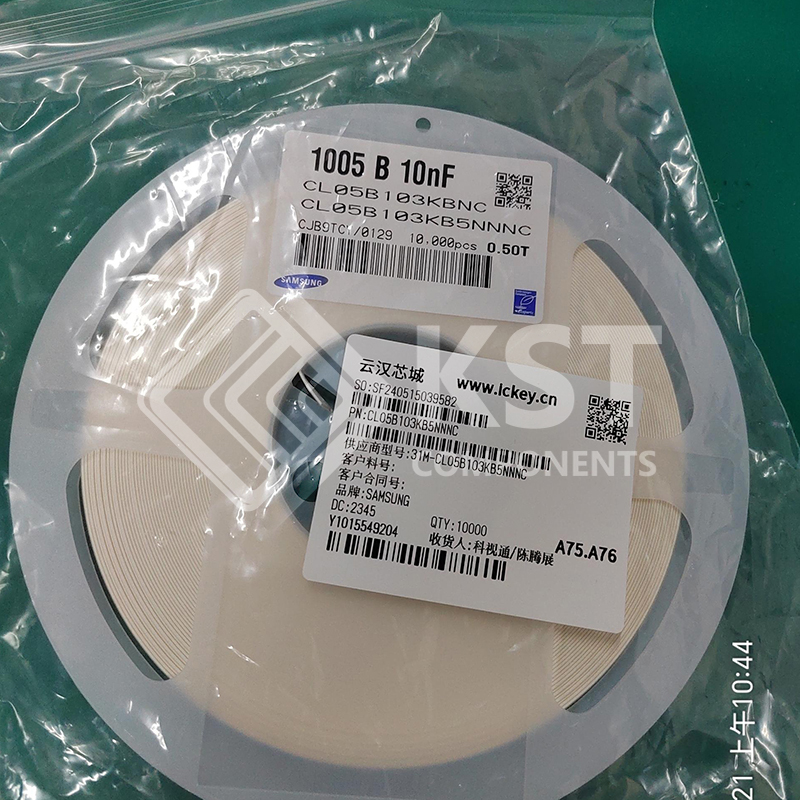 1005 B 10nF
CL05B103KBNC
CL05B103KB5NNNC
CJB9TC1/0129 10.000pcs 0.50T
SAMSUNG
KST
COMPONENTS
云汉芯城 www.ickey.cn
SO:SF240515039582
PN:CL05B103KB5NNNC
供应商型号:31M-CL05B103KB5NNNC
客户料号:
客户合同号:
品牌:SAMSUNG
DC:2345 QTY:10000
Y1015549204 收货人:科视通/陈腾展 A75.A76
21 上午10:44